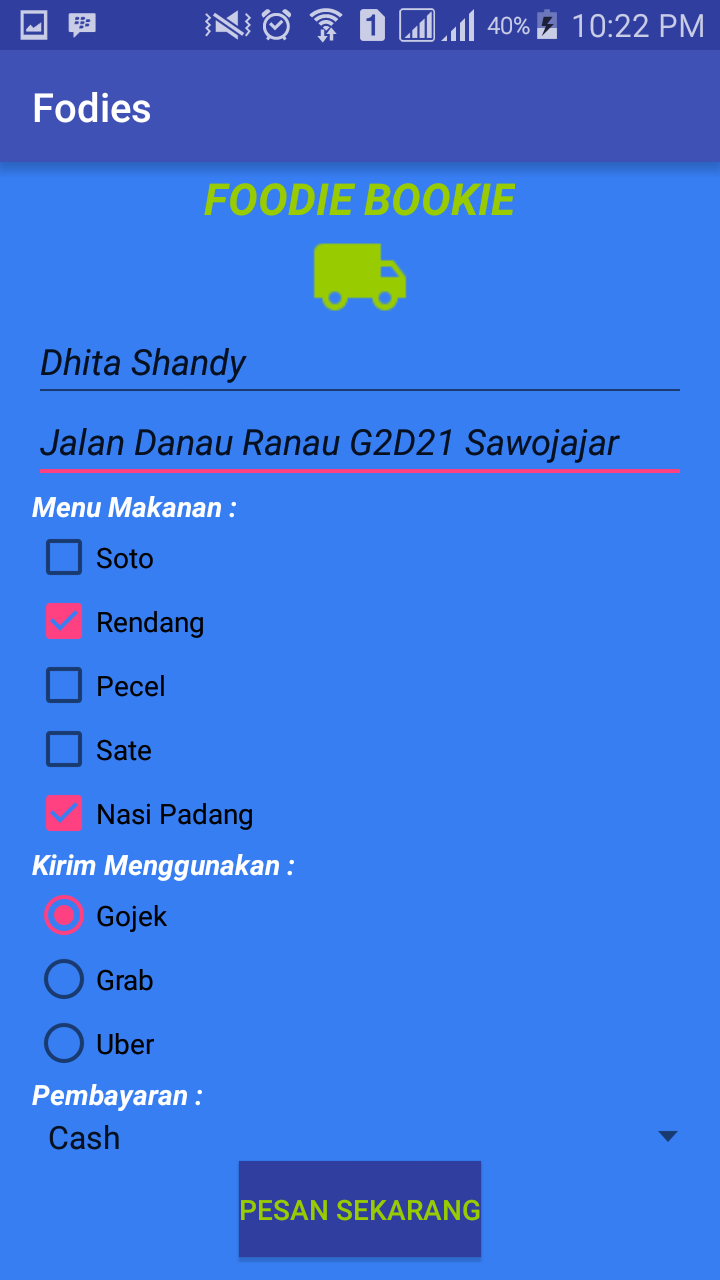 1 40% 10:22 PM
Fodies
FOODIE BOOKIE
Dhita Shandy
Jalan Danau Ranau G2D21 Sawojajar
Menu Makanan :
Soto
Rendang
Pecel
Sate
Nasi Padang
Kirim Menggunakan :
Gojek
Grab
Uber
Pembayaran :
Cash
PESAN SEKARANG